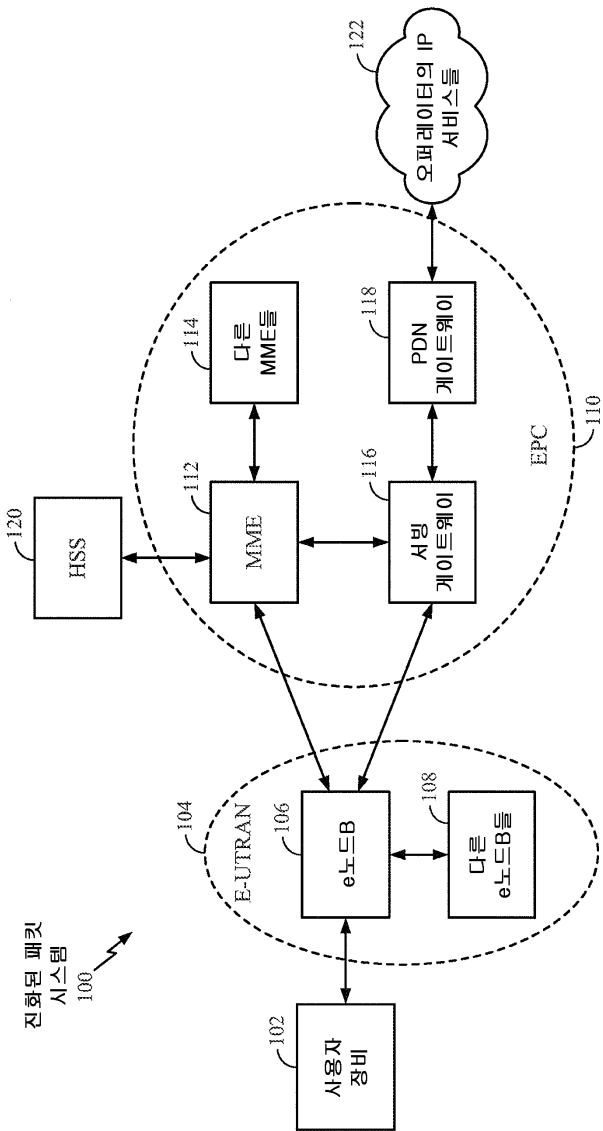 진화된 패킷
시스템
100
102
사용자
장비
104
E-UTRAN
106
e노드B
108
다른
e노드B들
120
HSS
112
MME
114
다른
MME들
116
서빙
게이트웨이
118
PDN
게이트웨이
EPC
110
122
오퍼레이터의 IP
서비스들